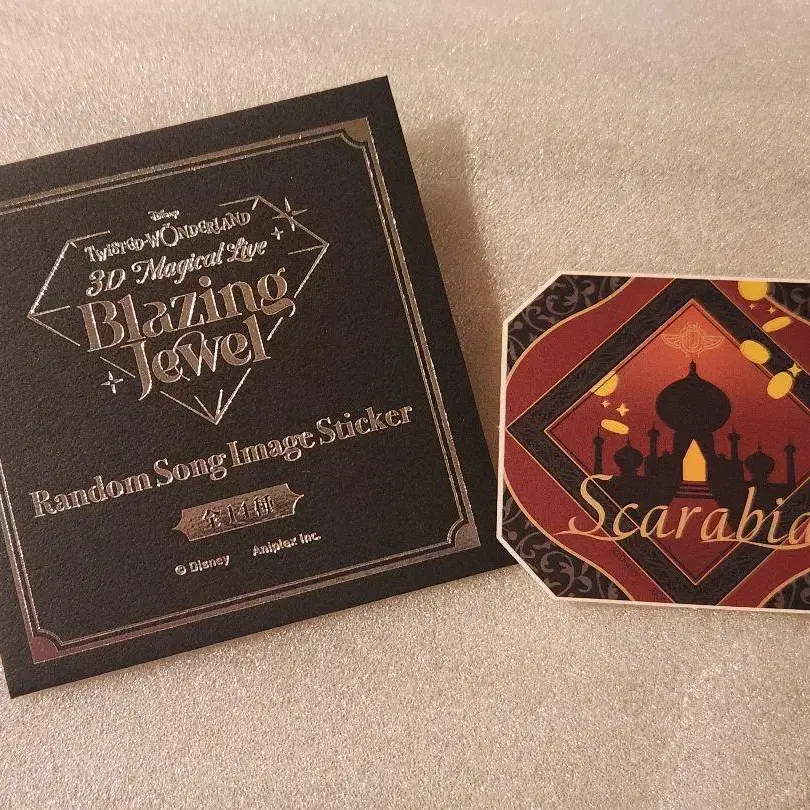 Disney
TWISTED-WONDERLAND
3D Magical Live
Blazing
Jewel
Random Song Image Sticker
全14種
© Disney Aniplex Inc.
Scarabia